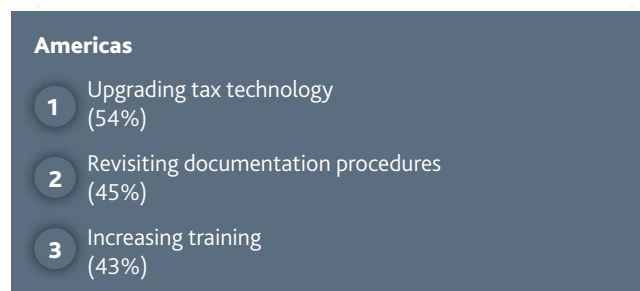 Americas
1 Upgrading tax technology
(54%)
2 Revisiting documentation procedures
(45%)
3 Increasing training
(43%)